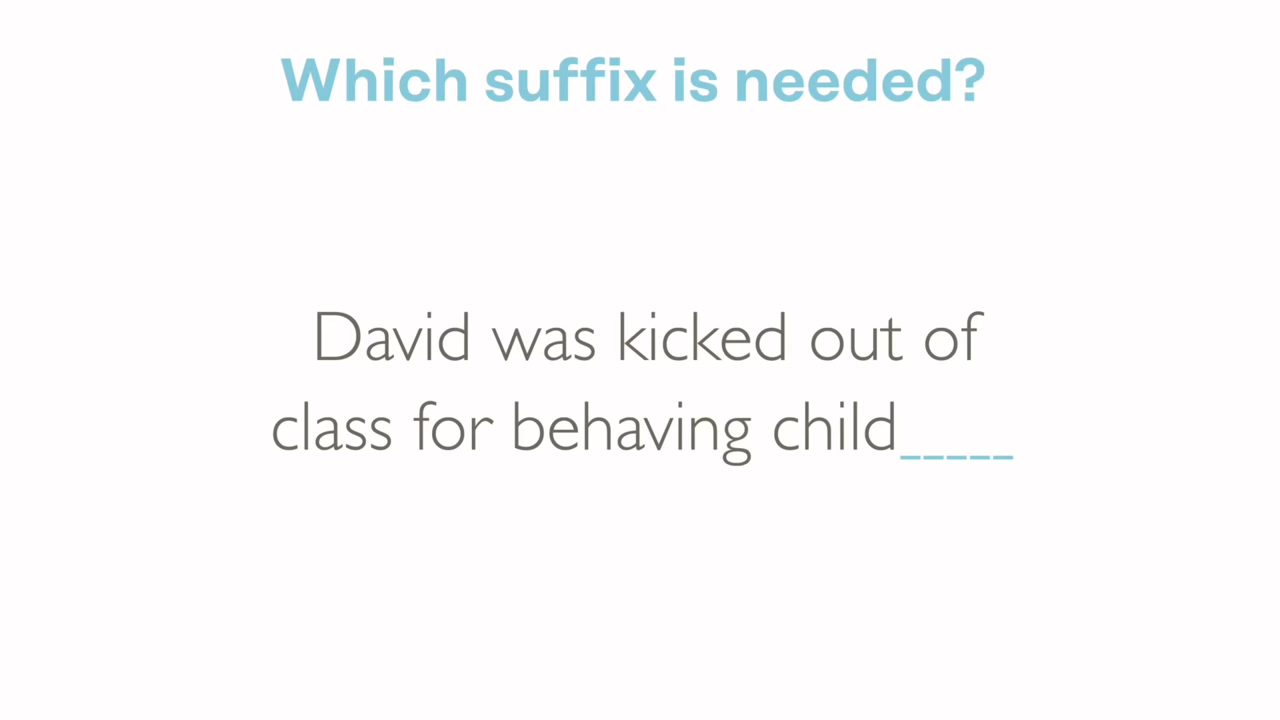 Which suffix is needed?
David was kicked out of
class for behaving child_____